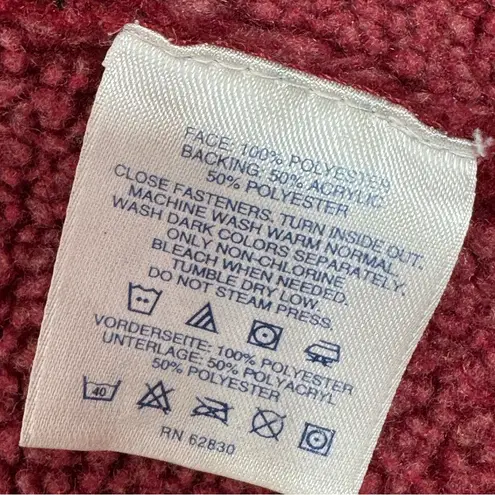 FACE: 100% POLYESTER
BACKING: 50% ACRYLIC
50% POLYESTER
CLOSE FASTENERS. TURN INSIDE OUT.
MACHINE WASH WARM NORMAL.
WASH DARK COLORS SEPARATELY.
ONLY NON-CHLORINE
BLEACH WHEN NEEDED.
TUMBLE DRY LOW.
DO NOT STEAM PRESS.
VORDERSEITE: 100% POLYESTER
UNTERLAGE: 50% POLYACRYL
50% POLYESTER
40
RN 62830